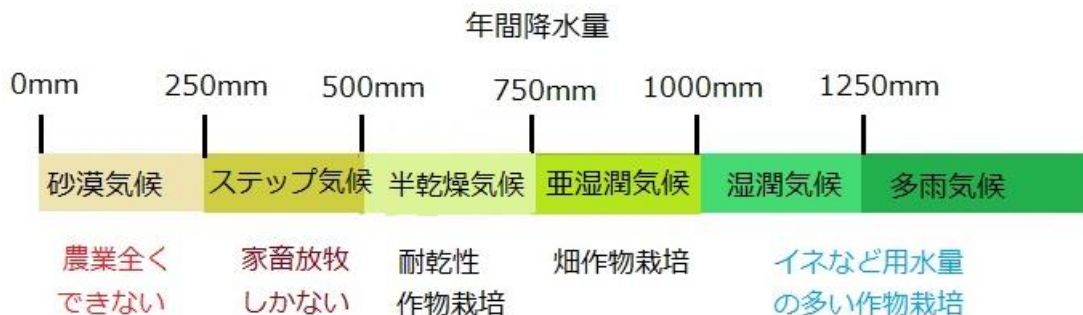 年間降水量
0mm 250mm 500mm 750mm 1000mm 1250mm
砂漠気候 ステップ気候 半乾燥気候 亜湿潤気候 湿潤気候 多雨気候
農業全く 家畜放牧 耐乾性 畑作物栽培 イネなど用水量
できない しかない 作物栽培 の多い作物栽培